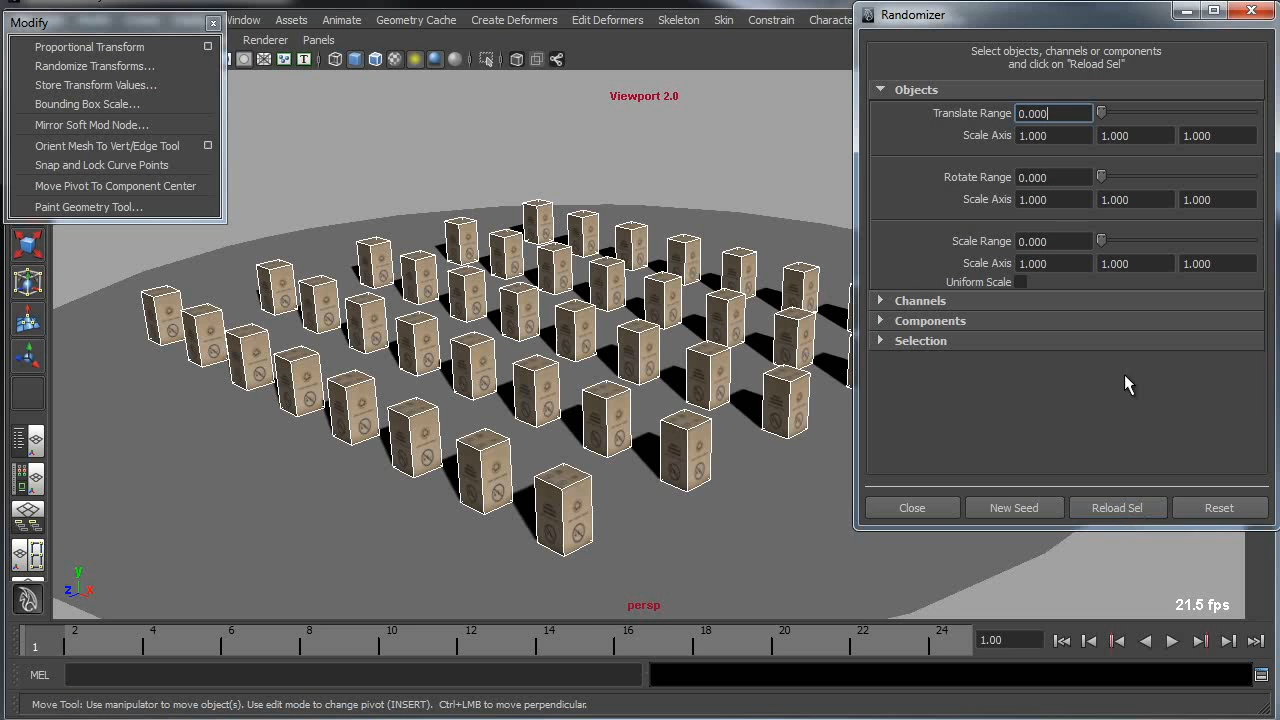 Modify
Proportional Transform
Randomize Transforms...
Store Transform Values...
Bounding Box Scale...
Mirror Soft Mod Node...
Orient Mesh To Vert/Edge Tool
Snap and Lock Curve Points
Move Pivot To Component Center
Paint Geometry Tool...
indow Assets Animate Geometry Cache Create Deformers Edit Deformers Skeleton Skin Constrain Characte
Renderer Panels
Viewport 2.0
Randomizer
Select objects, channels or components
and click on "Reload Sel"
Objects
Translate Range 0.000
Scale Axis 1.000 1.000 1.000
Rotate Range 0.000
Scale Axis 1.000 1.000 1.000
Scale Range 0.000
Scale Axis 1.000 1.000 1.000
Uniform Scale
Channels
Components
Selection
Close New Seed Reload Sel Reset
y
z x
persp
21.5 fps
2 4 6 8 10 12 14 16 18 20 22 24
1
1.00
MEL
Move Tool: Use manipulator to move object(s). Use edit mode to change pivot (INSERT). Ctrl+LMB to move perpendicular.